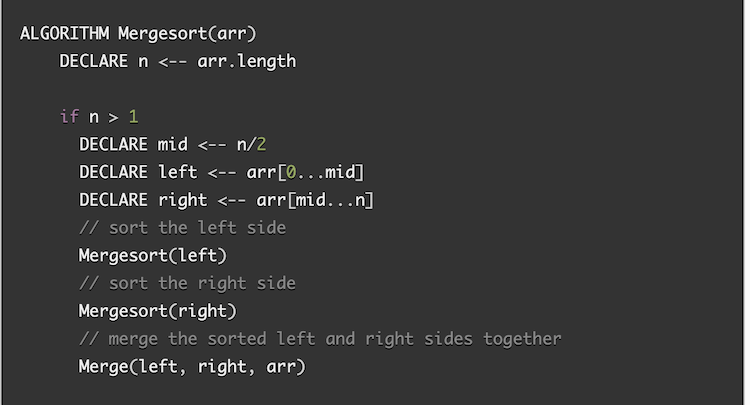 ALGORITHM Mergesort(arr)
    DECLARE n <-- arr.length

    if n > 1
      DECLARE mid <-- n/2
      DECLARE left <-- arr[0...mid]
      DECLARE right <-- arr[mid...n]
      // sort the left side
      Mergesort(left)
      // sort the right side
      Mergesort(right)
      // merge the sorted left and right sides together
      Merge(left, right, arr)